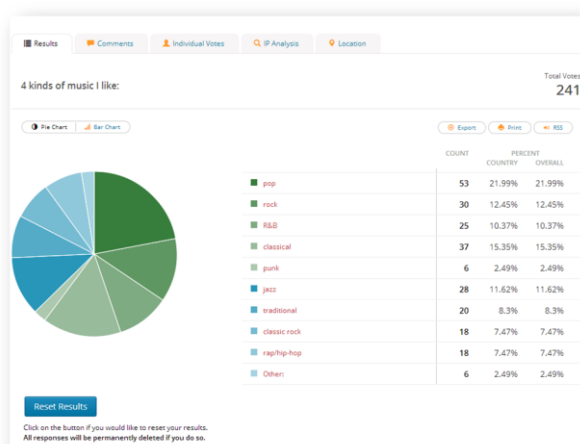 Results Comments Individual Votes IP Analysis Location
4 kinds of music I like:
Total Votes
241
Pie Chart Bar Chart
Export Print RSS
COUNT PERCENT
COUNTRY OVERALL
pop 53 21.99% 21.99%
rock 30 12.45% 12.45%
R&B 25 10.37% 10.37%
classical 37 15.35% 15.35%
punk 6 2.49% 2.49%
jazz 28 11.62% 11.62%
traditional 20 8.3% 8.3%
classic rock 18 7.47% 7.47%
rap/hip-hop 18 7.47% 7.47%
Other: 6 2.49% 2.49%
Reset Results
Click on the button if you would like to reset your results.
All responses will be permanently deleted if you do so.